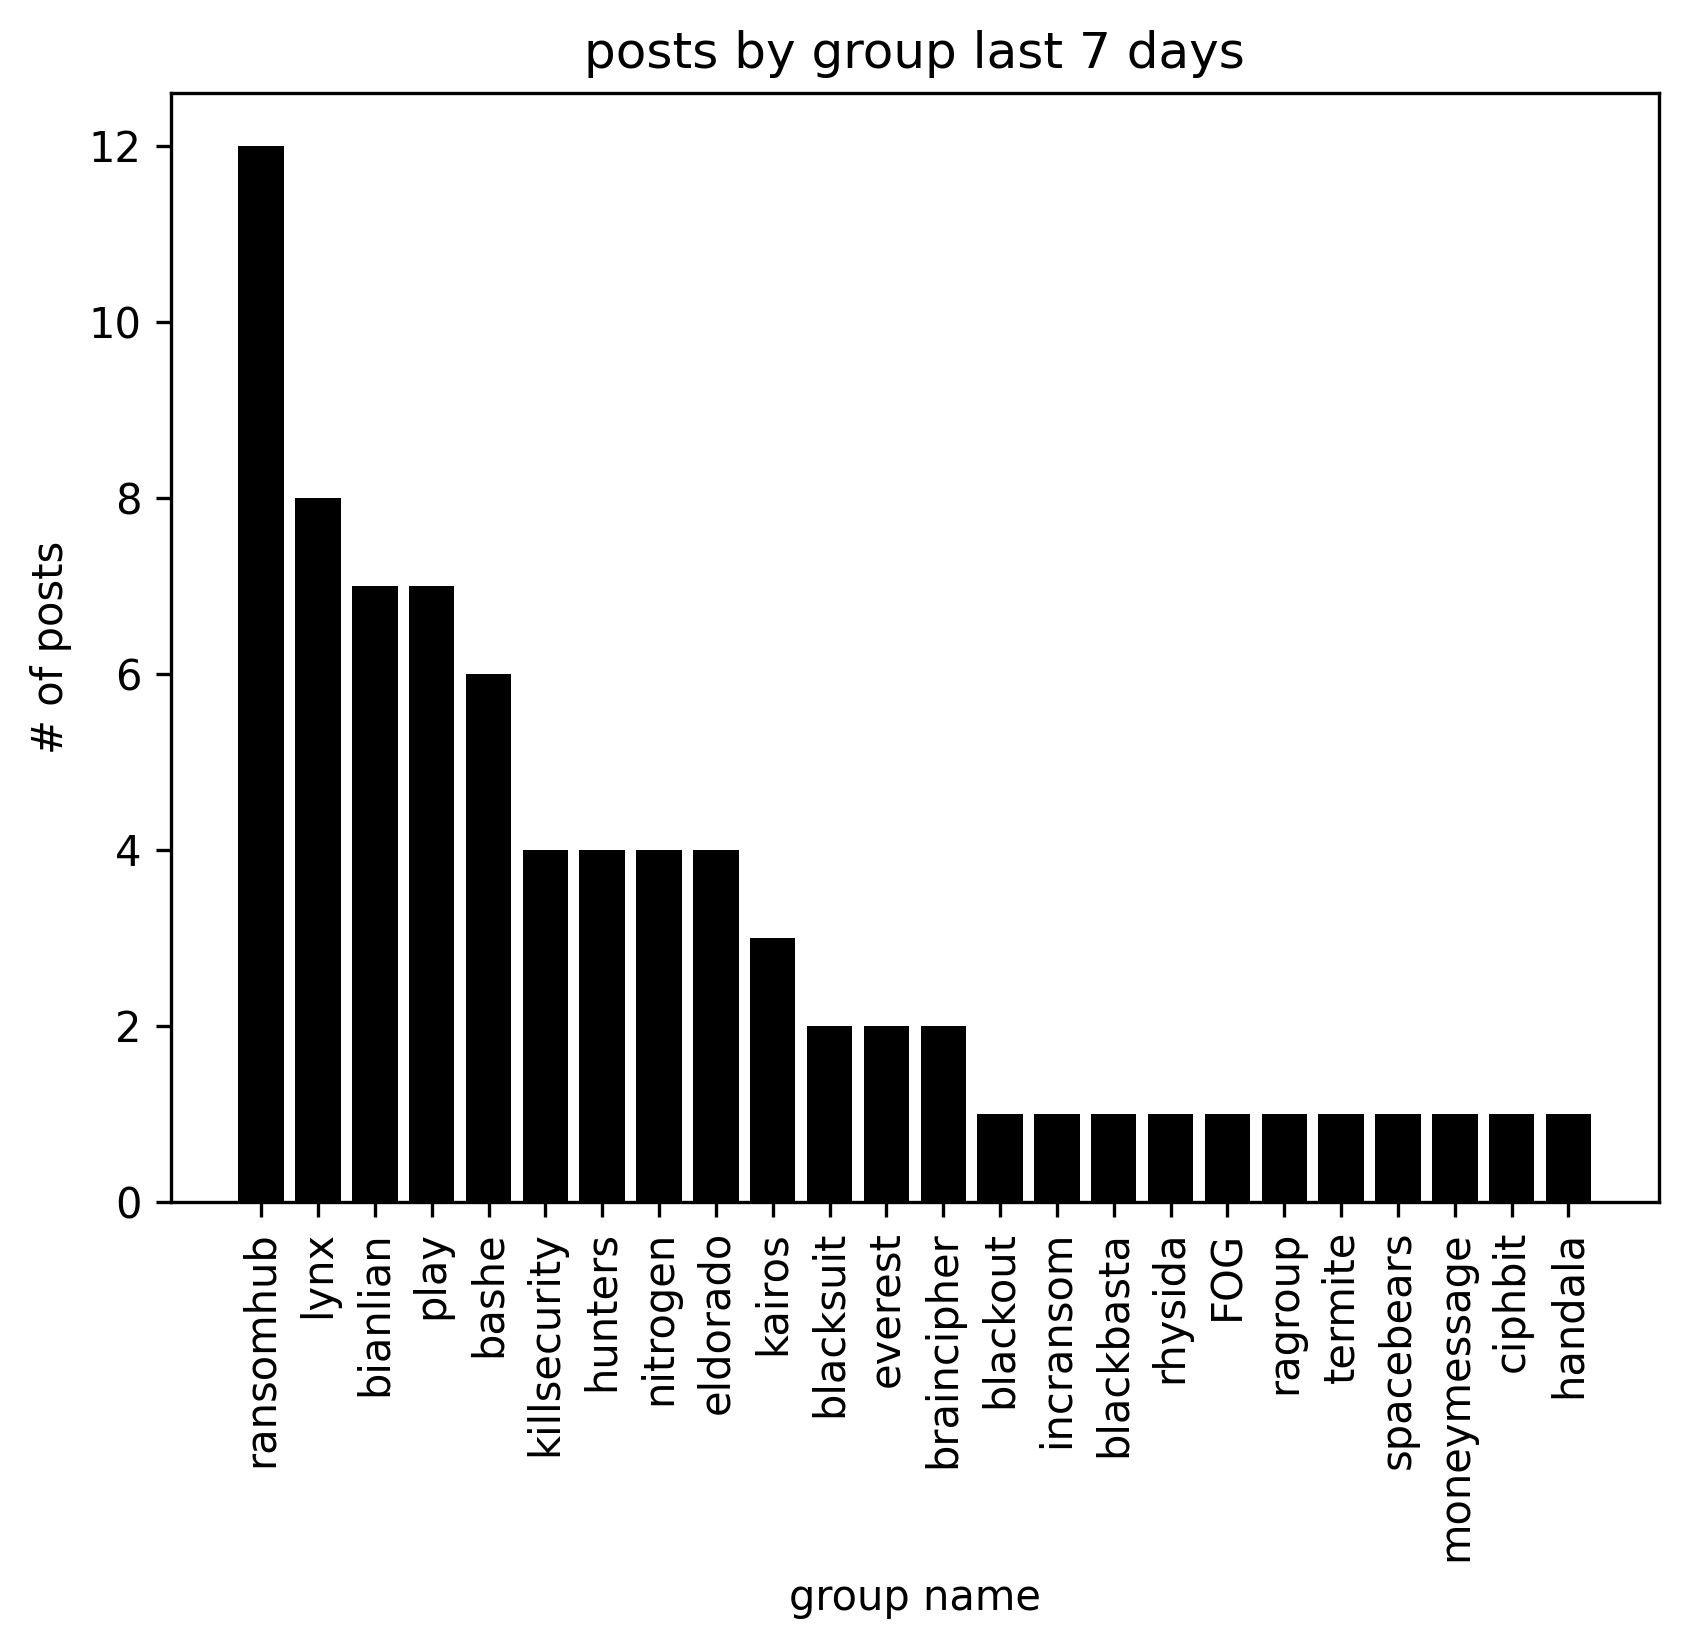 posts by group last 7 days
# of posts
12
10
8
6
4
2
0
ransomhub
lynx
bianlian
play
bashe
killsecurity
hunters
nitrogen
eldorado
kairos
blacksuit
everest
braincipher
blackout
incransom
blackbasta
rhysida
FOG
ragroup
termite
spacebears
moneymessage
ciphbit
handala
group name